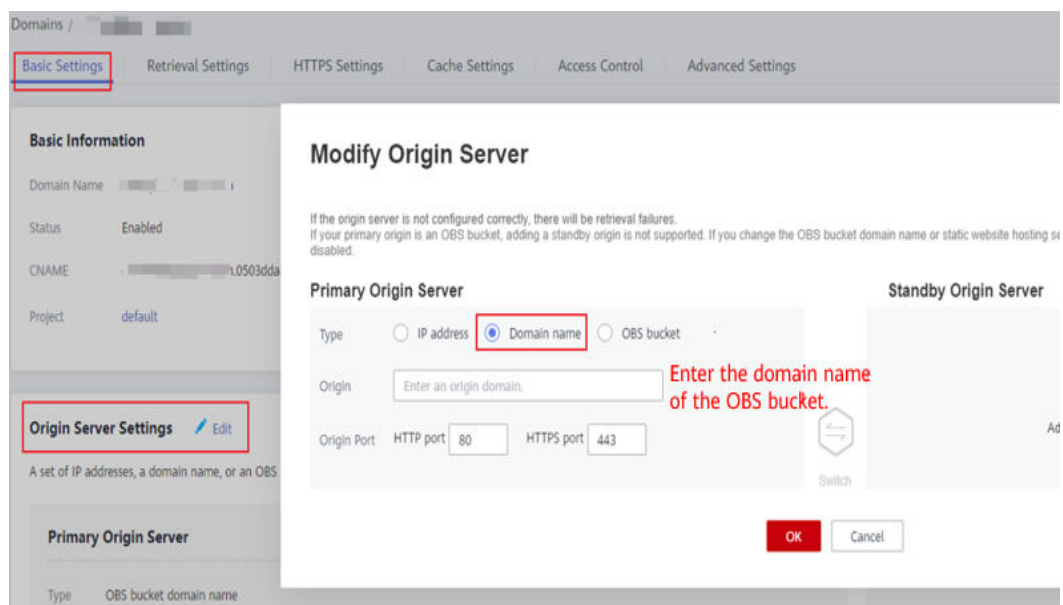 Domains /
Basic Settings Retrieval Settings HTTPS Settings Cache Settings Access Control Advanced Settings
Basic Information
Domain Name
Status Enabled
CNAME .0503dda
Project default
Origin Server Settings Edit
A set of IP addresses, a domain name, or an OBS
Primary Origin Server
Type OBS bucket domain name
Modify Origin Server
If the origin server is not configured correctly, there will be retrieval failures.
If your primary origin is an OBS bucket, adding a standby origin is not supported. If you change the OBS bucket domain name or static website hosting se
disabled.
Primary Origin Server
Type IP address Domain name OBS bucket
Origin Enter an origin domain.
Enter the domain name
of the OBS bucket.
Origin Port HTTP port 80 HTTPS port 443
Switch
Standby Origin Server
Ad
OK Cancel